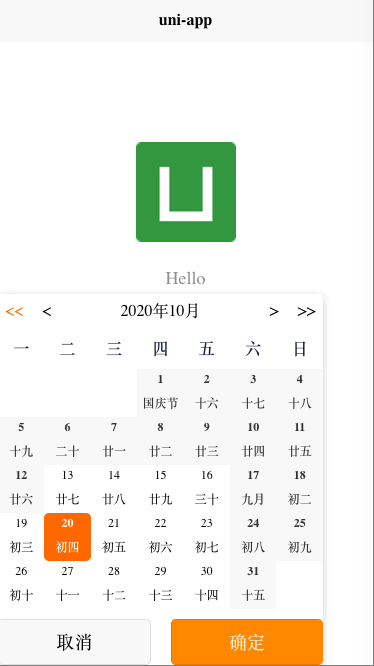 uni-app
Hello
<< < 2020年10月 > >>
一 二 三 四 五 六 日
1 2 3 4
国庆节 十六 十七 十八
5 6 7 8 9 10 11
十九 二十 廿一 廿二 廿三 廿四 廿五
12 13 14 15 16 17 18
廿六 廿七 廿八 廿九 三十 九月 初二
19 20 21 22 23 24 25
初三 初四 初五 初六 初七 初八 初九
26 27 28 29 30 31
初十 十一 十二 十三 十四 十五
取消 确定